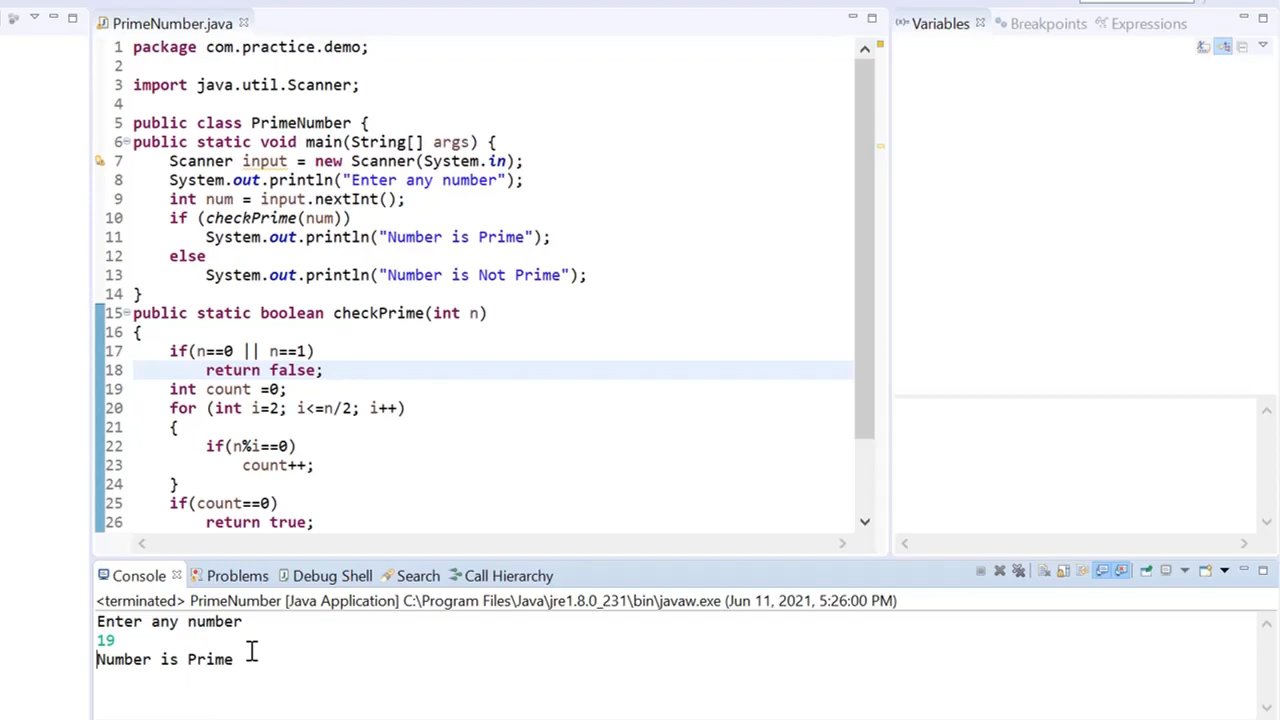 PrimeNumber.java
1 package com.practice.demo;
2
3 import java.util.Scanner;
4
5 public class PrimeNumber {
6 public static void main(String[] args) {
7 Scanner input = new Scanner(System.in);
8 System.out.println("Enter any number");
9 int num = input.nextInt();
10 if (checkPrime(num))
11 System.out.println("Number is Prime");
12 else
13 System.out.println("Number is Not Prime");
14 }
15 public static boolean checkPrime(int n)
16 {
17 if(n==0 || n==1)
18 return false;
19 int count =0;
20 for (int i=2; i<=n/2; i++)
21 {
22 if(n%i==0)
23 count++;
24 }
25 if(count==0)
26 return true;
Variables Breakpoints Expressions
Console Problems Debug Shell Search Call Hierarchy
<terminated> PrimeNumber [Java Application] C:\Program Files\Java\jre1.8.0_231\bin\javaw.exe (Jun 11, 2021, 5:26:00 PM)
Enter any number
19
Number is Prime